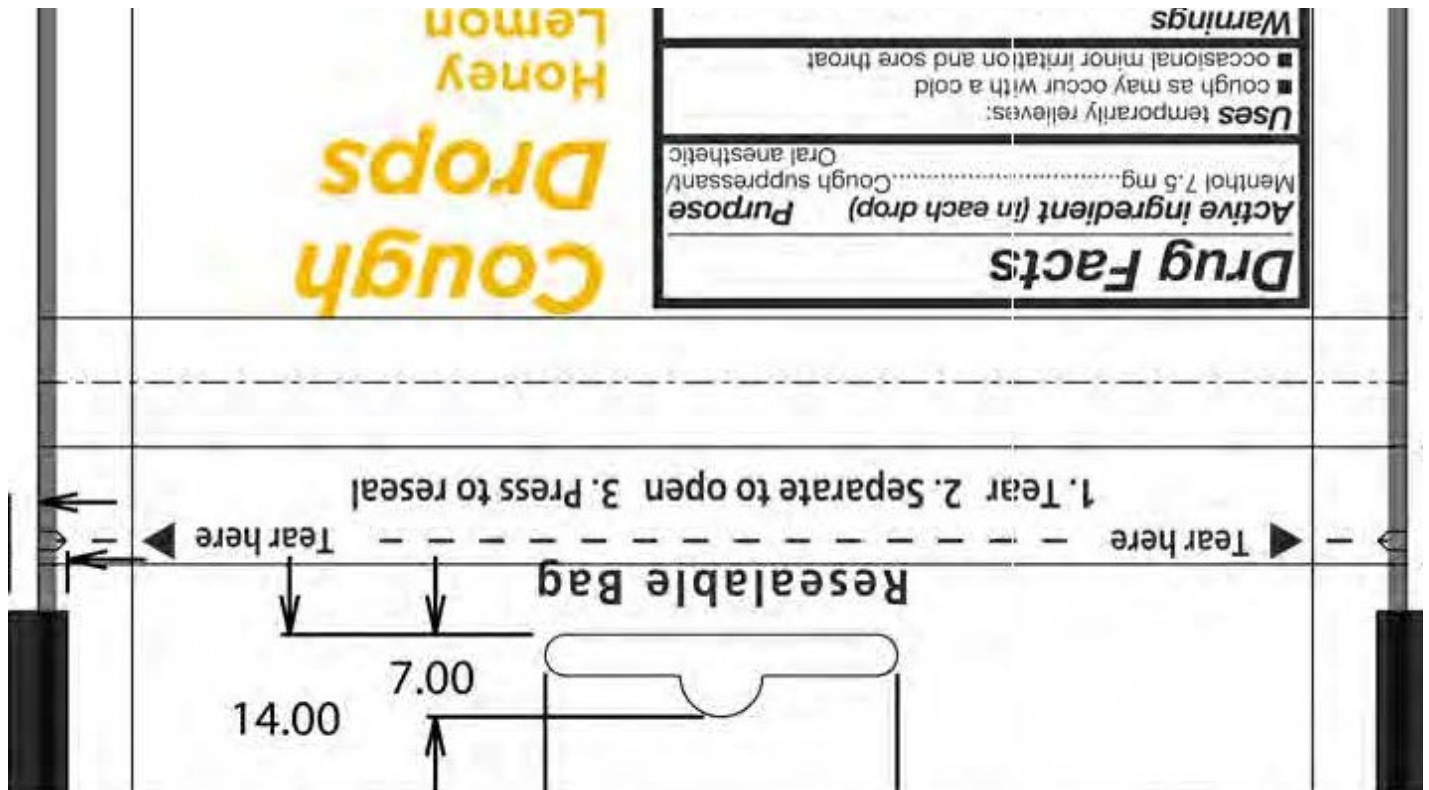 14.00
7.00
Resealable Bag
Tear here
Tear here
1. Tear 2. Separate to open 3. Press to reseal
Drug Facts
Active ingredient (in each drop) Purpose
Menthol 7.5 mg....................................Cough suppressant/
Oral anesthetic
Uses temporarily relieves:
■ cough as may occur with a cold
■ occasional minor irritation and sore throat
Warnings
Cough
Drops
Honey
Lemon